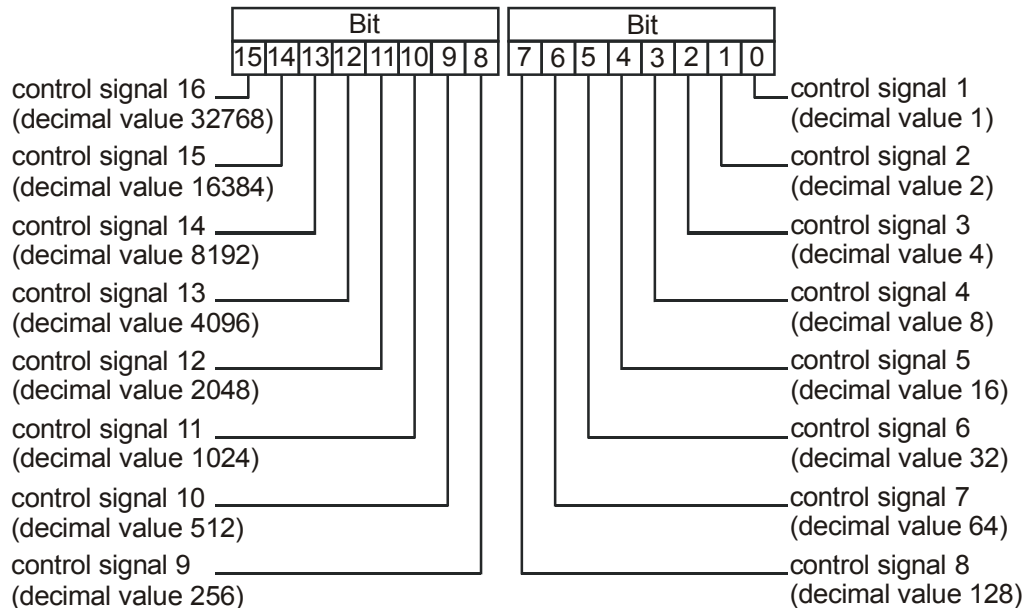 Bit
Bit
15 14 13 12 11 10 9 8
7 6 5 4 3 2 1 0
control signal 16
(decimal value 32768)
control signal 15
(decimal value 16384)
control signal 14
(decimal value 8192)
control signal 13
(decimal value 4096)
control signal 12
(decimal value 2048)
control signal 11
(decimal value 1024)
control signal 10
(decimal value 512)
control signal 9
(decimal value 256)
control signal 1
(decimal value 1)
control signal 2
(decimal value 2)
control signal 3
(decimal value 4)
control signal 4
(decimal value 8)
control signal 5
(decimal value 16)
control signal 6
(decimal value 32)
control signal 7
(decimal value 64)
control signal 8
(decimal value 128)